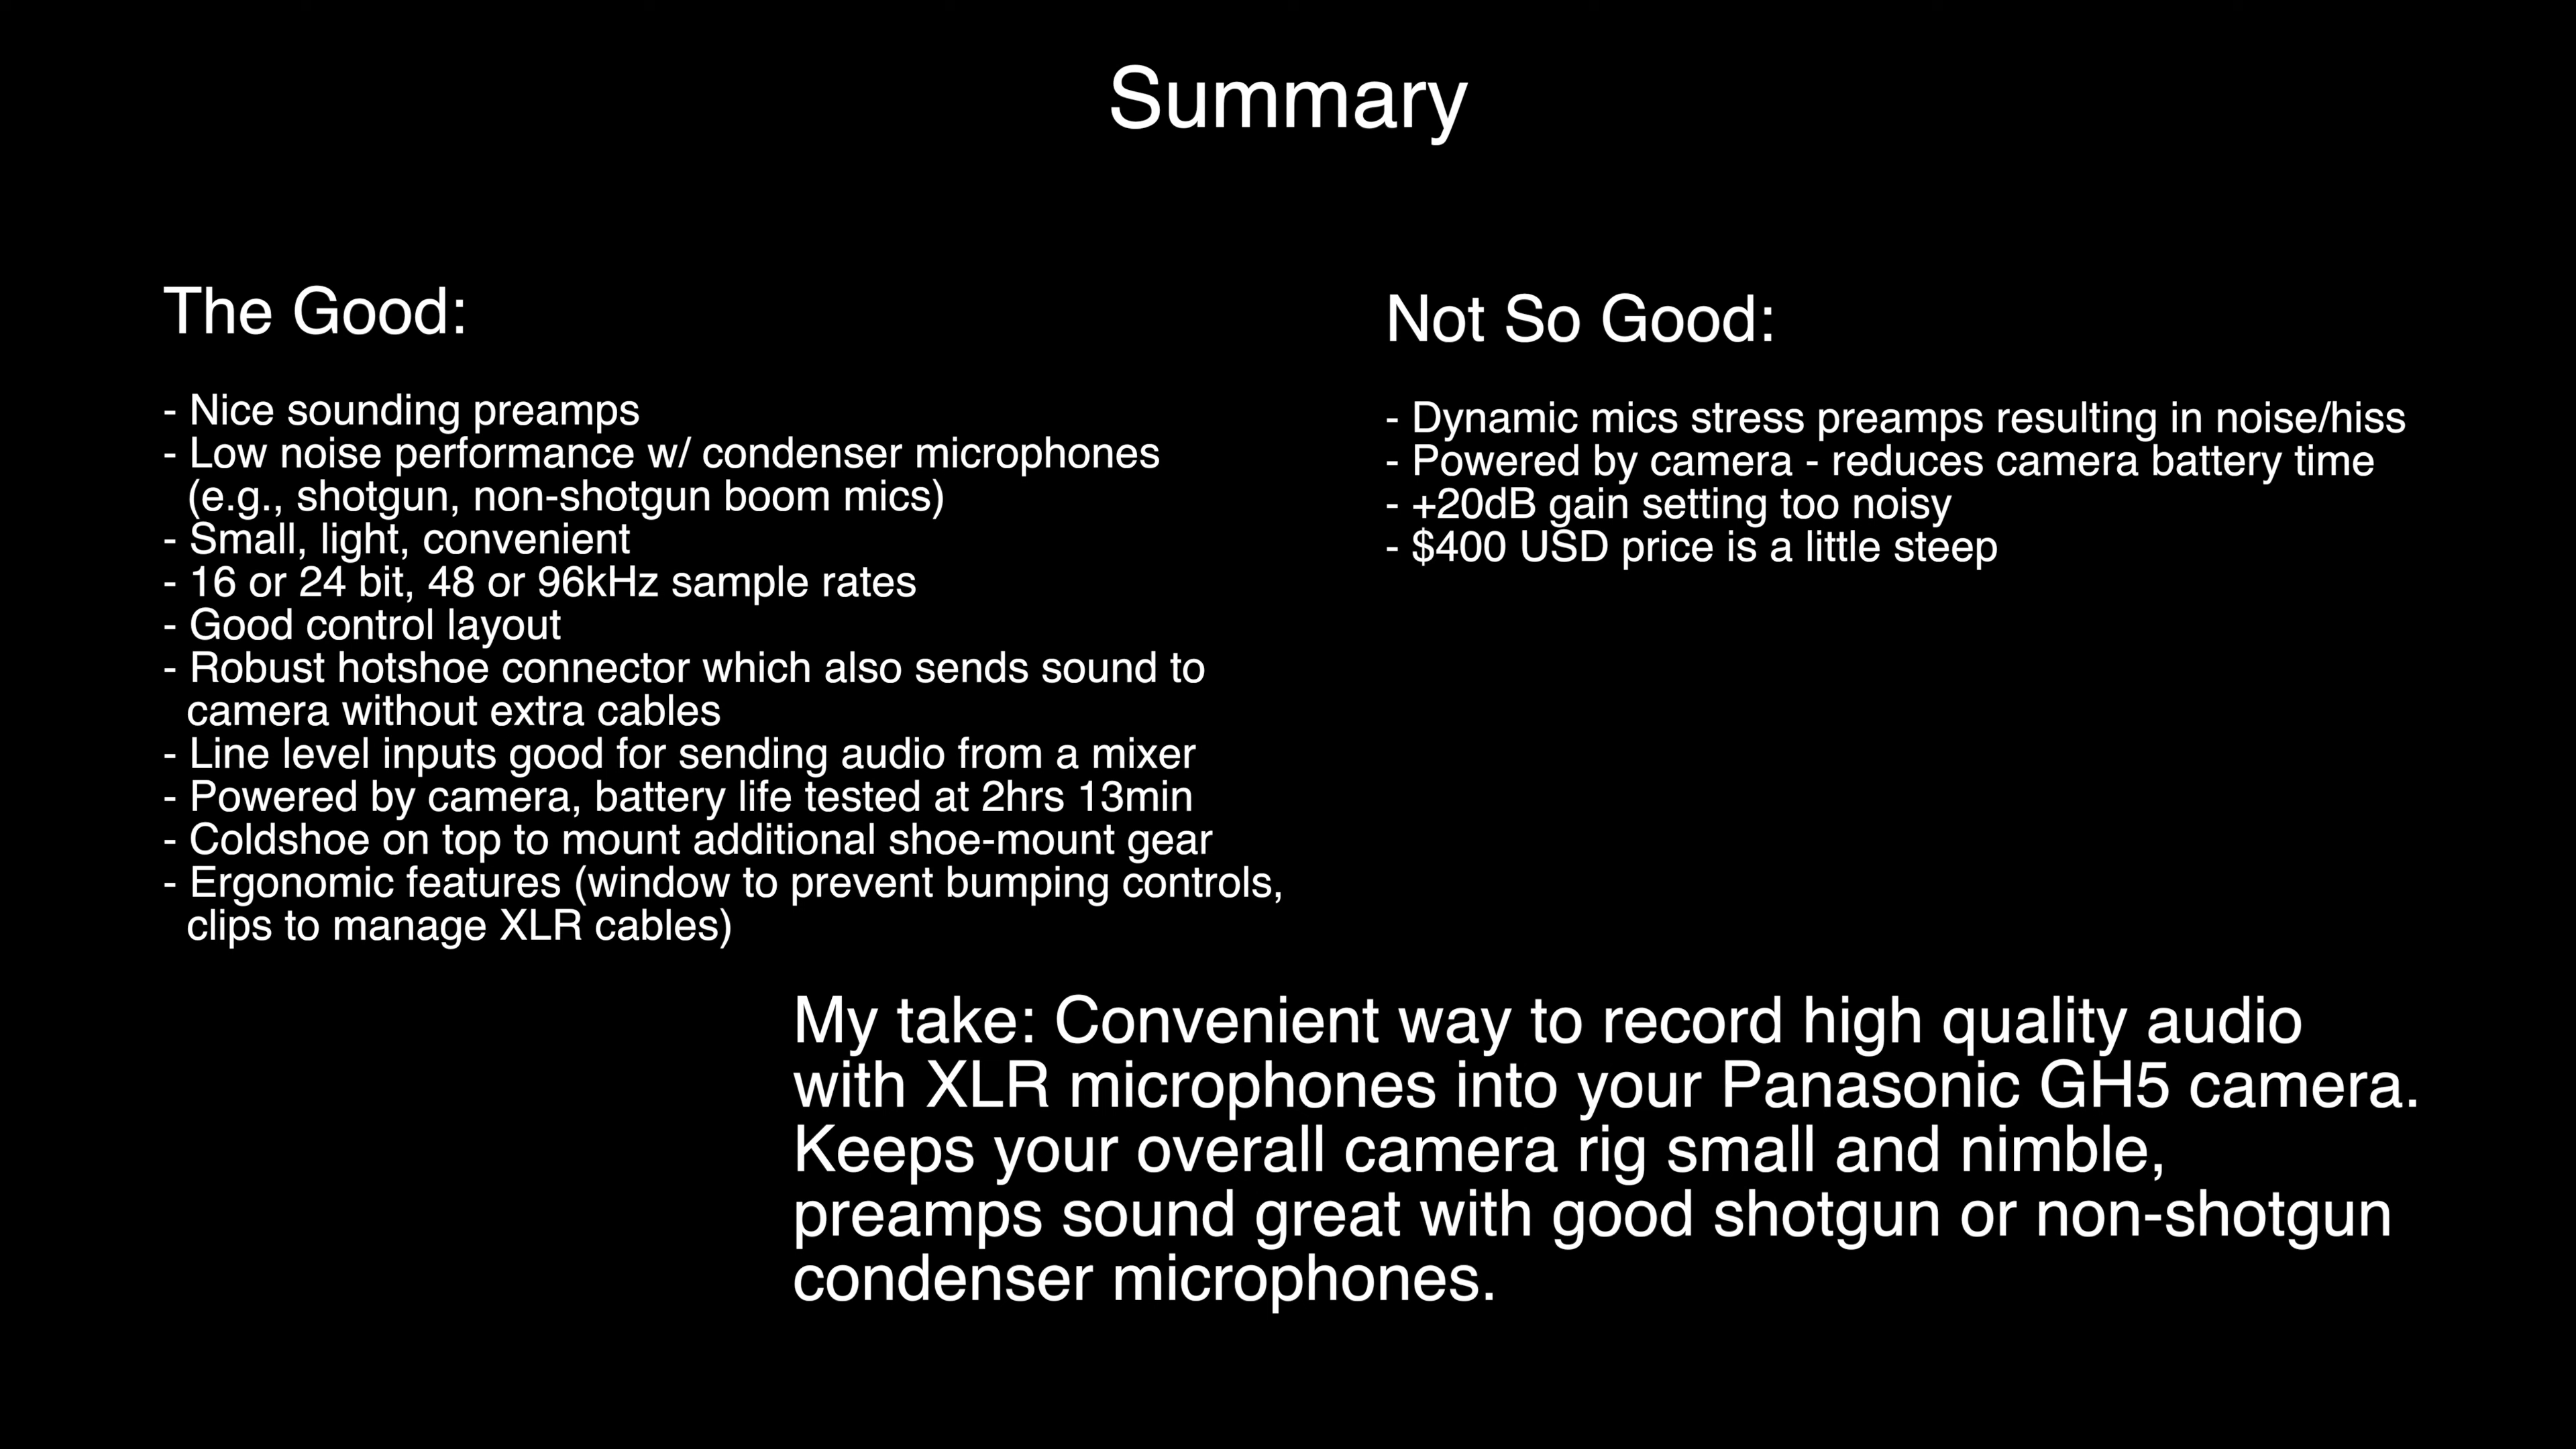 Summary
The Good:
- Nice sounding preamps
- Low noise performance w/ condenser microphones
(e.g., shotgun, non-shotgun boom mics)
- Small, light, convenient
- 16 or 24 bit, 48 or 96kHz sample rates
- Good control layout
- Robust hotshoe connector which also sends sound to
camera without extra cables
- Line level inputs good for sending audio from a mixer
- Powered by camera, battery life tested at 2hrs 13min
- Coldshoe on top to mount additional shoe-mount gear
- Ergonomic features (window to prevent bumping controls,
clips to manage XLR cables)
Not So Good:
- Dynamic mics stress preamps resulting in noise/hiss
- Powered by camera - reduces camera battery time
- +20dB gain setting too noisy
- $400 USD price is a little steep
My take: Convenient way to record high quality audio
with XLR microphones into your Panasonic GH5 camera.
Keeps your overall camera rig small and nimble,
preamps sound great with good shotgun or non-shotgun
condenser microphones.